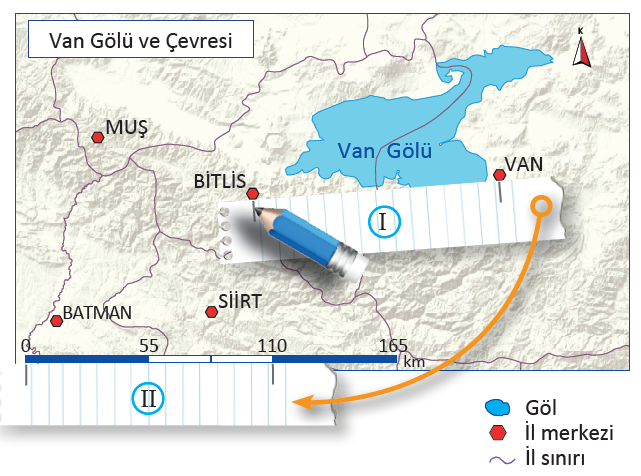 Van Gölü ve Çevresi
K
MUŞ
Van Gölü
VAN
BİTLİS
I
SİİRT
BATMAN
0 55 110 165
km
II
Göl
İl merkezi
İl sınırı